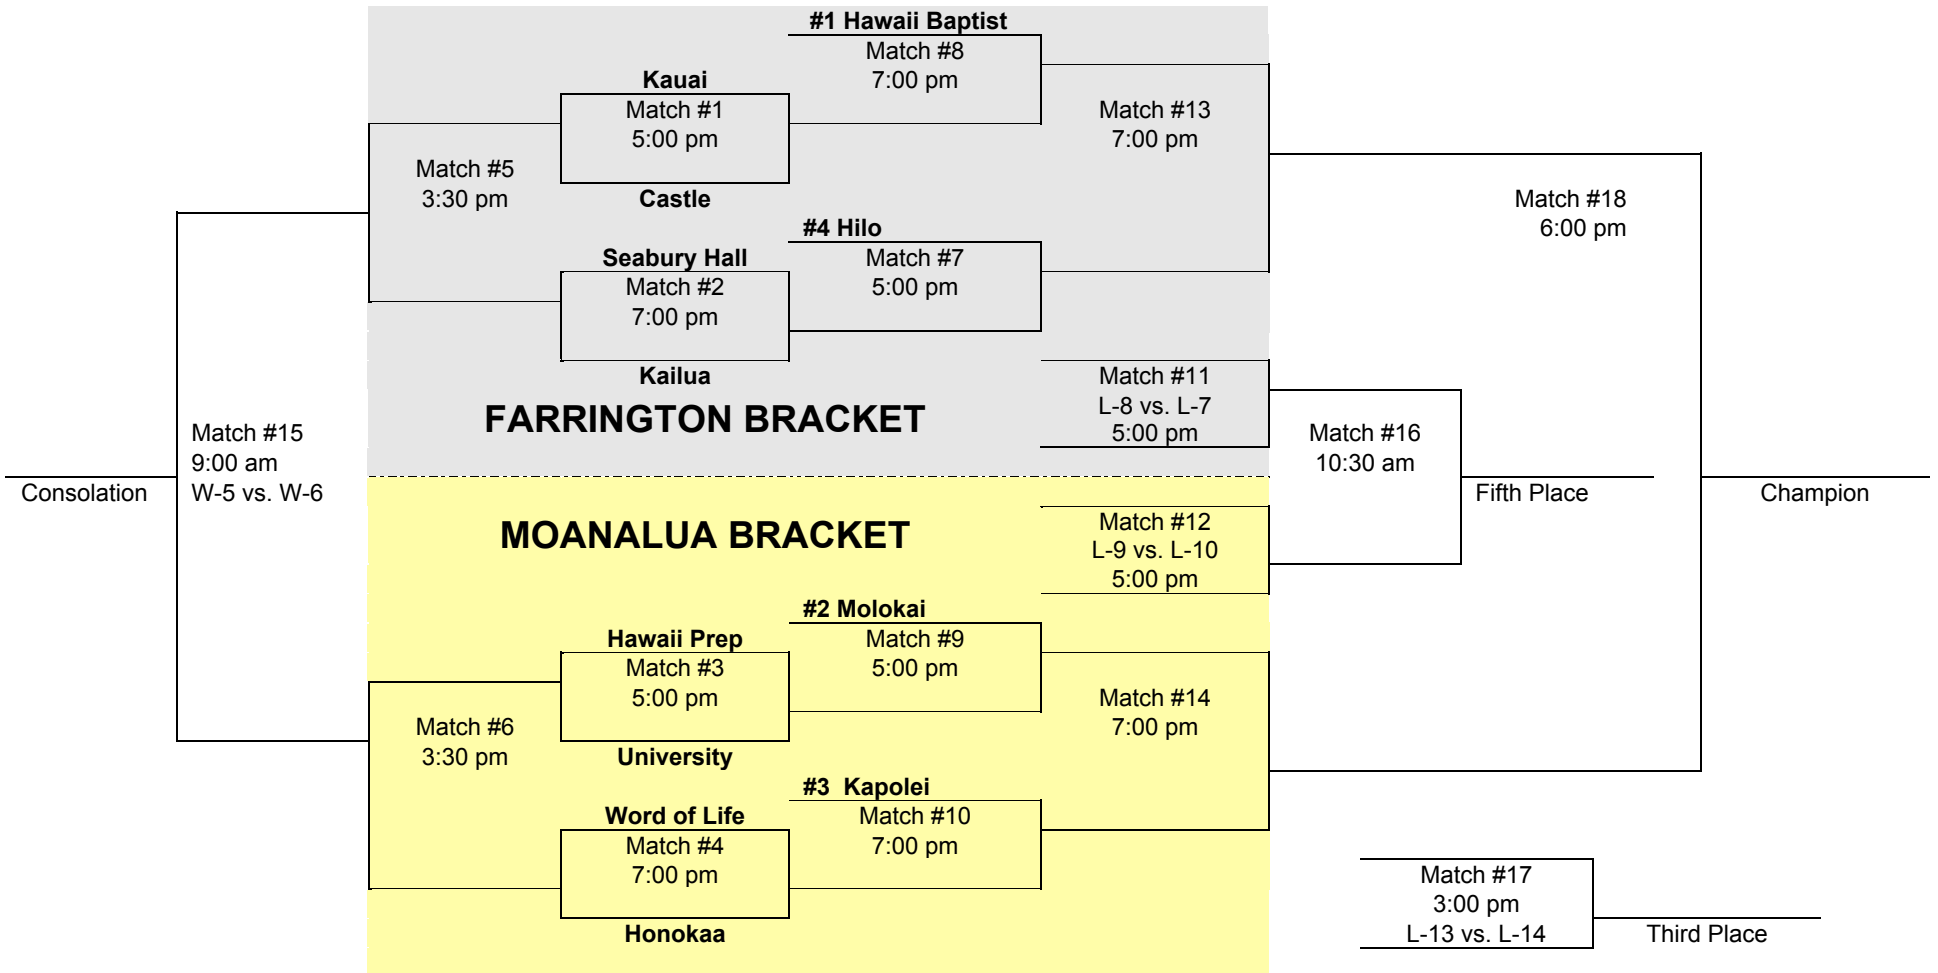 #1 Hawaii Baptist
Match #8
7:00 pm
Kauai
Match #1
5:00 pm
Castle
Match #13
7:00 pm
Match #5
3:30 pm
Match #18
6:00 pm
#4 Hilo
Match #7
5:00 pm
Seabury Hall
Match #2
7:00 pm
Kailua
Match #11
L-8 vs. L-7
5:00 pm
FARRINGTON BRACKET
Match #15
9:00 am
W-5 vs. W-6
Consolation
Match #16
10:30 am
Fifth Place
Champion
MOANALUA BRACKET
Match #12
L-9 vs. L-10
5:00 pm
#2 Molokai
Match #9
5:00 pm
Hawaii Prep
Match #3
5:00 pm
University
Match #14
7:00 pm
Match #6
3:30 pm
#3  Kapolei
Match #10
7:00 pm
Word of Life
Match #4
7:00 pm
Honokaa
Match #17
3:00 pm
L-13 vs. L-14
Third Place